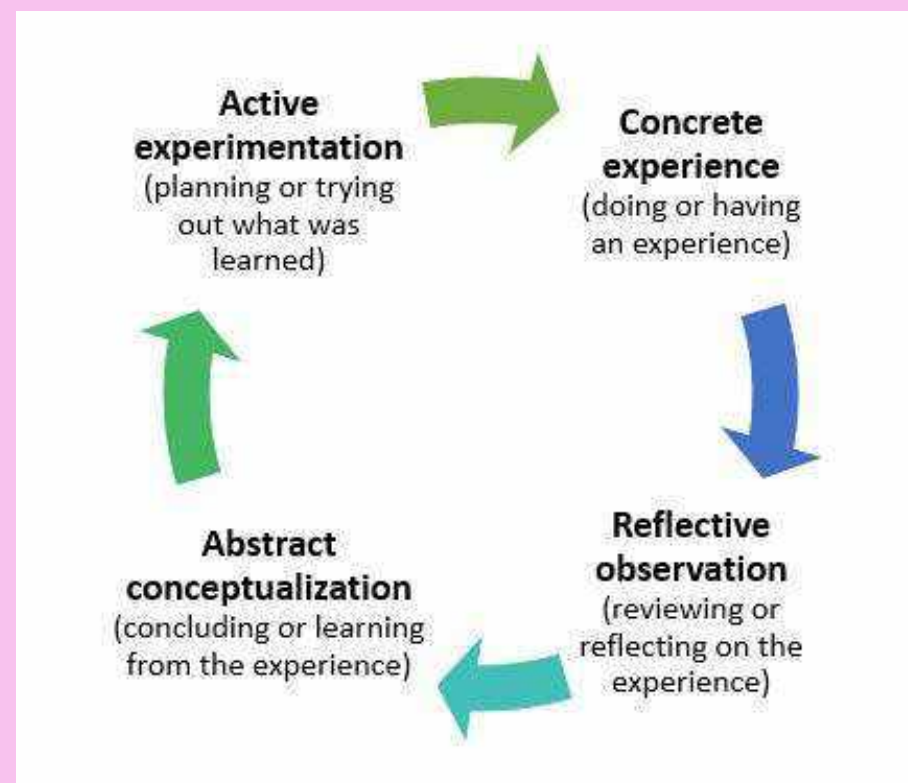 Active
experimentation
(planning or trying
out what was
learned)
Concrete
experience
(doing or having
an experience)
Reflective
observation
(reviewing or
reflecting on the
experience)
Abstract
conceptualization
(concluding or learning
from the experience)